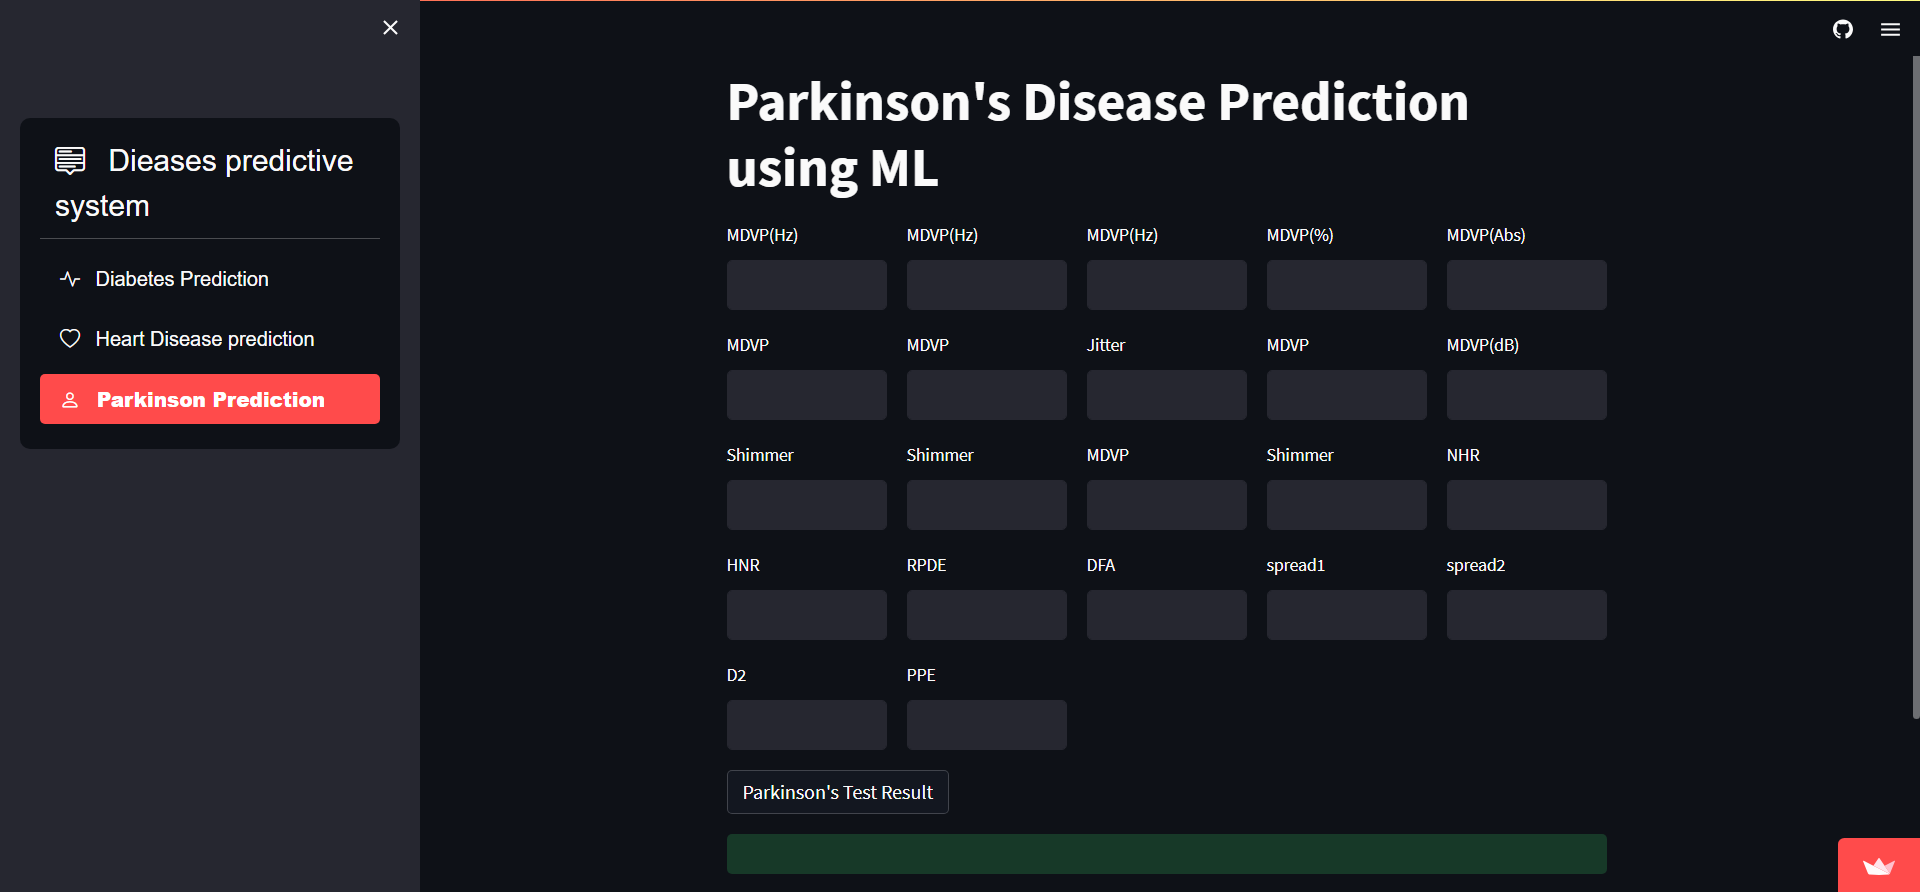 Dieases predictive
system
Diabetes Prediction
Heart Disease prediction
Parkinson Prediction
Parkinson's Disease Prediction
using ML
MDVP(Hz) MDVP(Hz) MDVP(Hz) MDVP(%) MDVP(Abs)
MDVP MDVP Jitter MDVP MDVP(dB)
Shimmer Shimmer MDVP Shimmer NHR
HNR RPDE DFA spread1 spread2
D2 PPE
Parkinson's Test Result